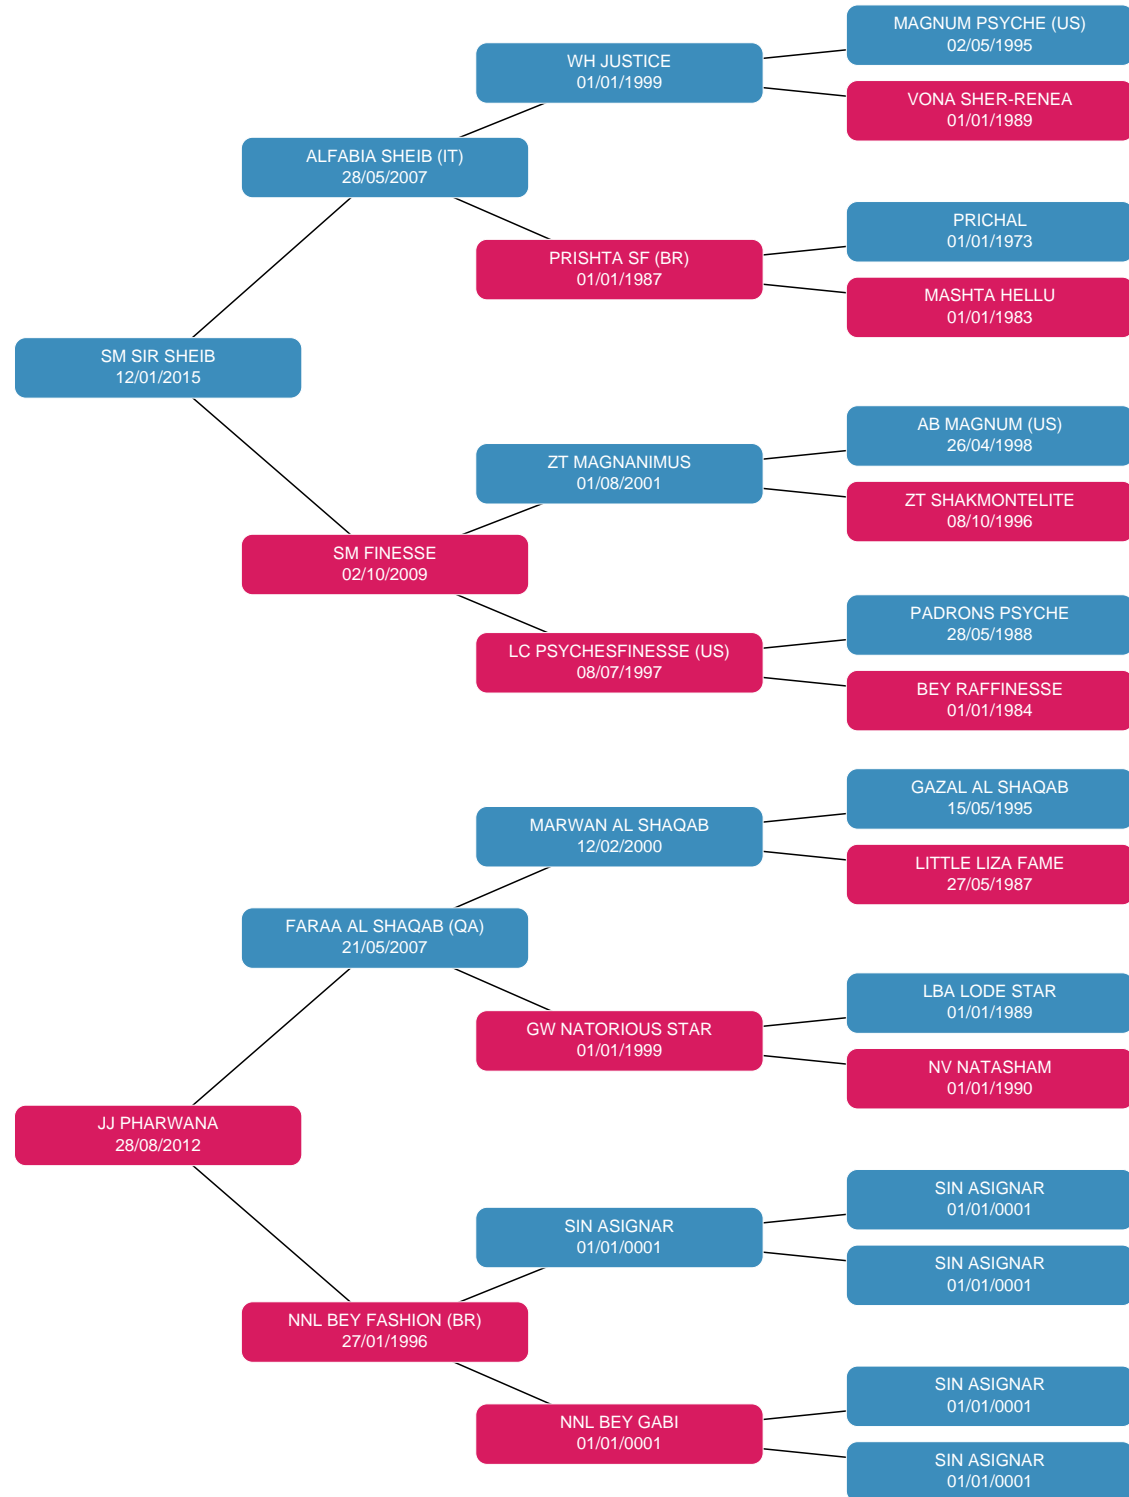 MAGNUM PSYCHE (US)
02/05/1995
WH JUSTICE
01/01/1999
VONA SHER-RENEA
01/01/1989
ALFABIA SHEIB (IT)
28/05/2007
PRICHAL
01/01/1973
PRISHTA SF (BR)
01/01/1987
MASHTA HELLU
01/01/1983
SM SIR SHEIB
12/01/2015
AB MAGNUM (US)
26/04/1998
ZT MAGNANIMUS
01/08/2001
ZT SHAKMONTELITE
08/10/1996
SM FINESSE
02/10/2009
PADRONS PSYCHE
28/05/1988
LC PSYCHESFINESSE (US)
08/07/1997
BEY RAFFINESSE
01/01/1984
GAZAL AL SHAQAB
15/05/1995
MARWAN AL SHAQAB
12/02/2000
LITTLE LIZA FAME
27/05/1987
FARAA AL SHAQAB (QA)
21/05/2007
LBA LODE STAR
01/01/1989
GW NATORIOUS STAR
01/01/1999
NV NATASHAM
01/01/1990
JJ PHARWANA
28/08/2012
SIN ASIGNAR
01/01/0001
SIN ASIGNAR
01/01/0001
SIN ASIGNAR
01/01/0001
NNL BEY FASHION (BR)
27/01/1996
SIN ASIGNAR
01/01/0001
NNL BEY GABI
01/01/0001
SIN ASIGNAR
01/01/0001